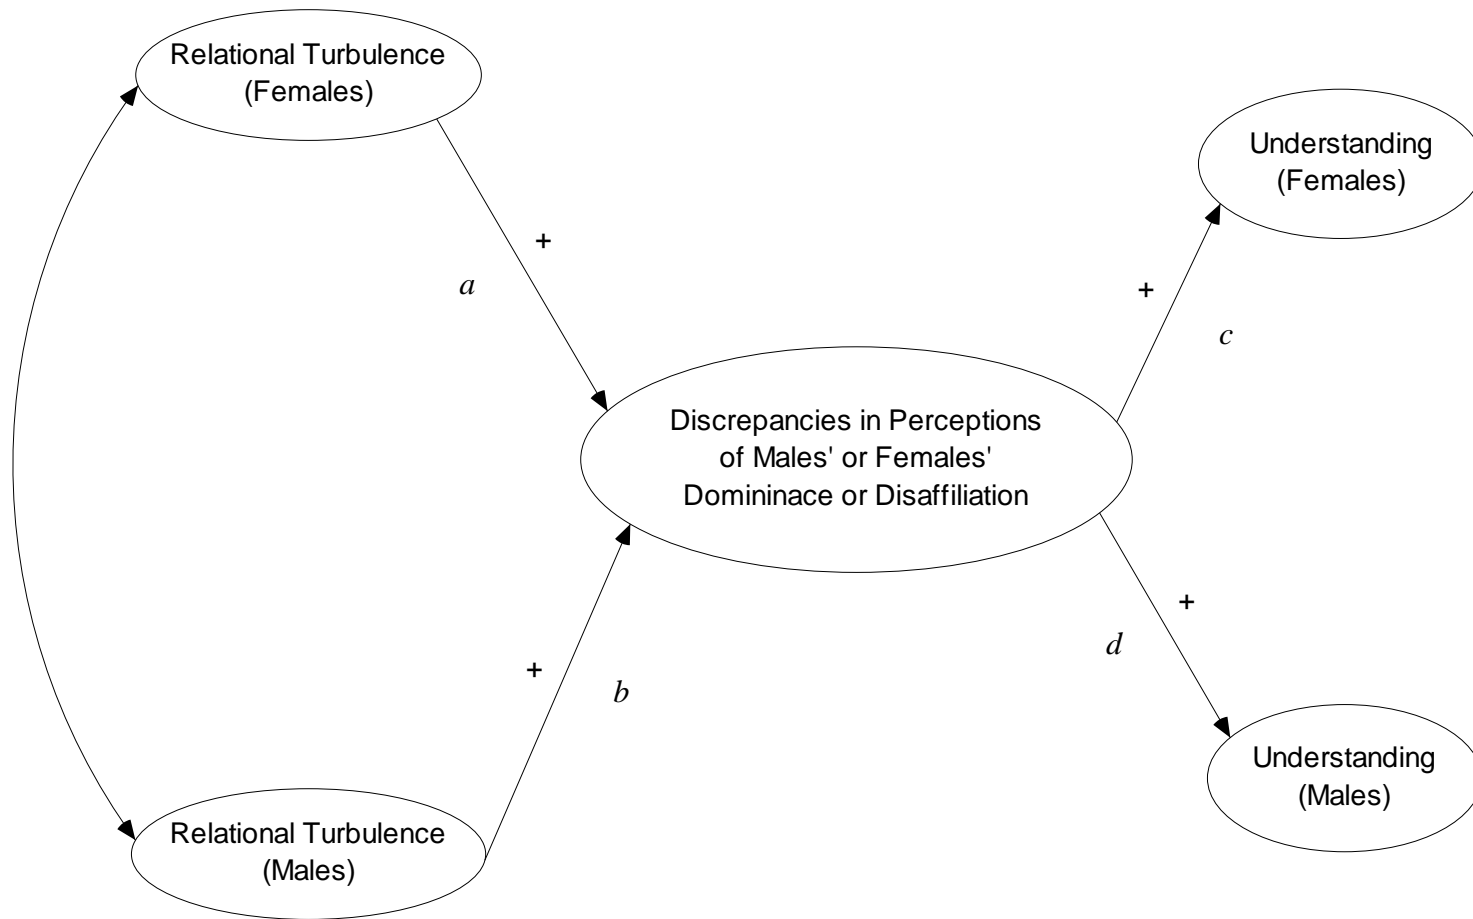 Relational Turbulence
(Females)
Understanding
(Females)
+
a
+
c
Discrepancies in Perceptions
of Males' or Females'
Domininace or Disaffiliation
+
b
+
d
Understanding
(Males)
Relational Turbulence
(Males)